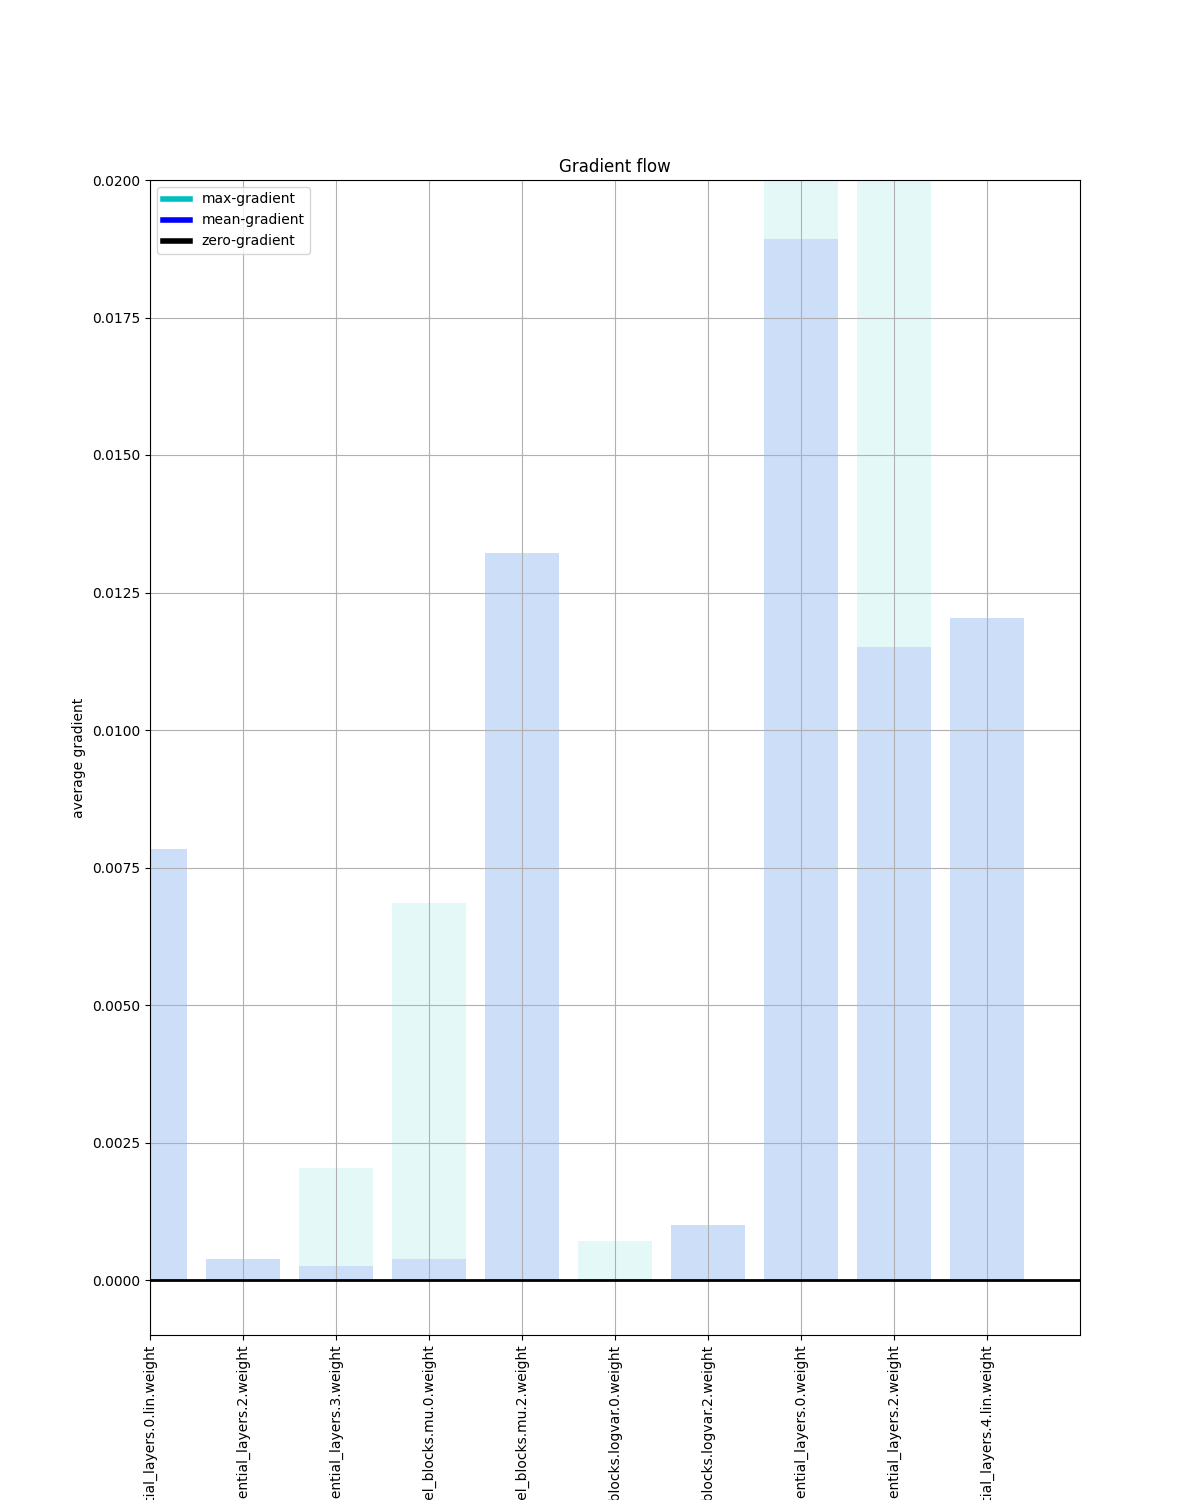 Gradient flow
max-gradient
mean-gradient
zero-gradient
0.0200
0.0175
0.0150
0.0125
0.0100
0.0075
0.0050
0.0025
0.0000
average gradient
tial_layers.0.lin.weight
ential_layers.2.weight
ential_layers.3.weight
el_blocks.mu.0.weight
el_blocks.mu.2.weight
blocks.logvar.0.weight
blocks.logvar.2.weight
ential_layers.0.weight
ential_layers.2.weight
tial_layers.4.lin.weight